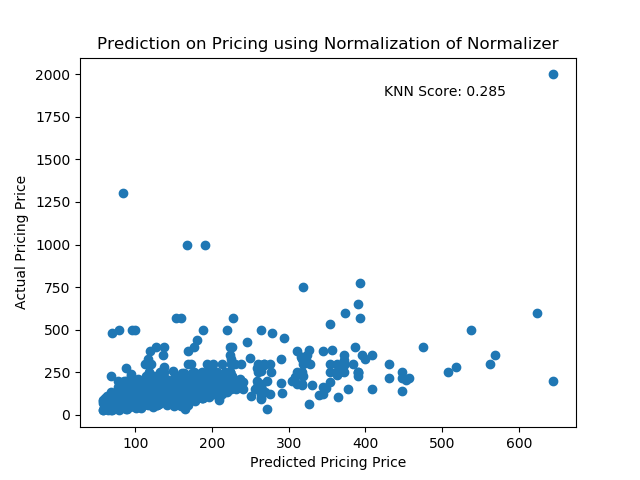 Prediction on Pricing using Normalization of Normalizer
2000
KNN Score: 0.285
1750
1500
1250
1000
750
500
250
0
Actual Pricing Price
100 200 300 400 500 600
Predicted Pricing Price